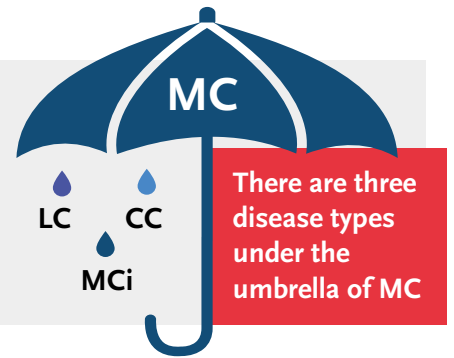 MC
LC CC
MCi
There are three
disease types
under the
umbrella of MC